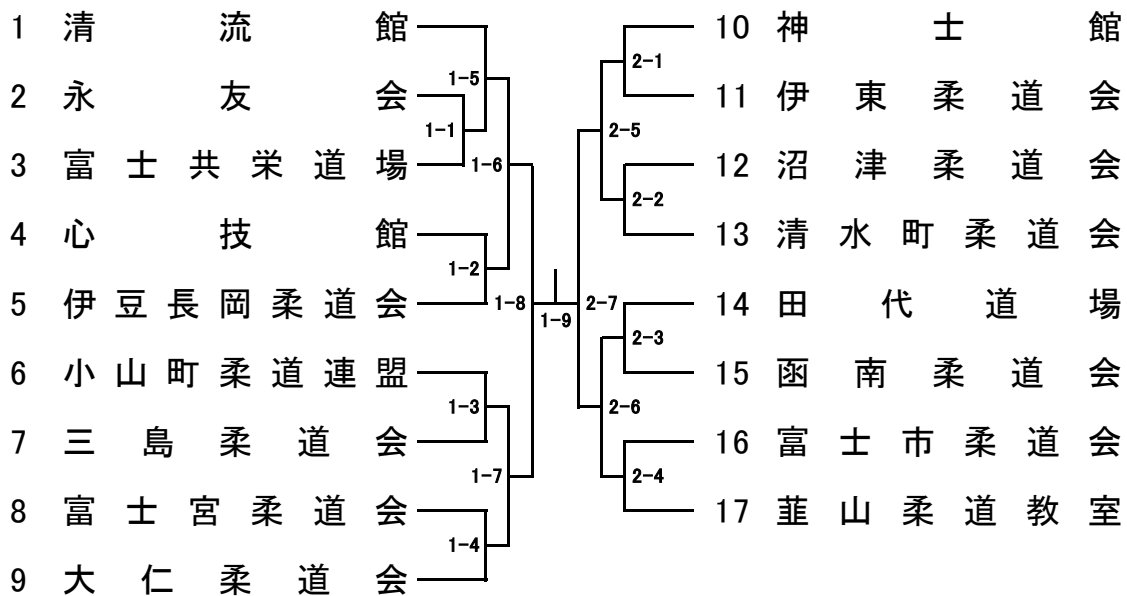 1 清流館
2 永友会
3 富士共栄道場
4 心技館
5 伊豆長岡柔道会
6 小山町柔道連盟
7 三島柔道会
8 富士宮柔道会
9 大仁柔道会
1-5
1-1
1-6
1-2
1-8
1-3
1-7
1-4
1-9
2-1
2-5
2-2
2-7
2-3
2-6
2-4
10 神士館
11 伊東柔道会
12 沼津柔道会
13 清水町柔道会
14 田代道場
15 函南柔道会
16 富士市柔道会
17 韮山柔道教室